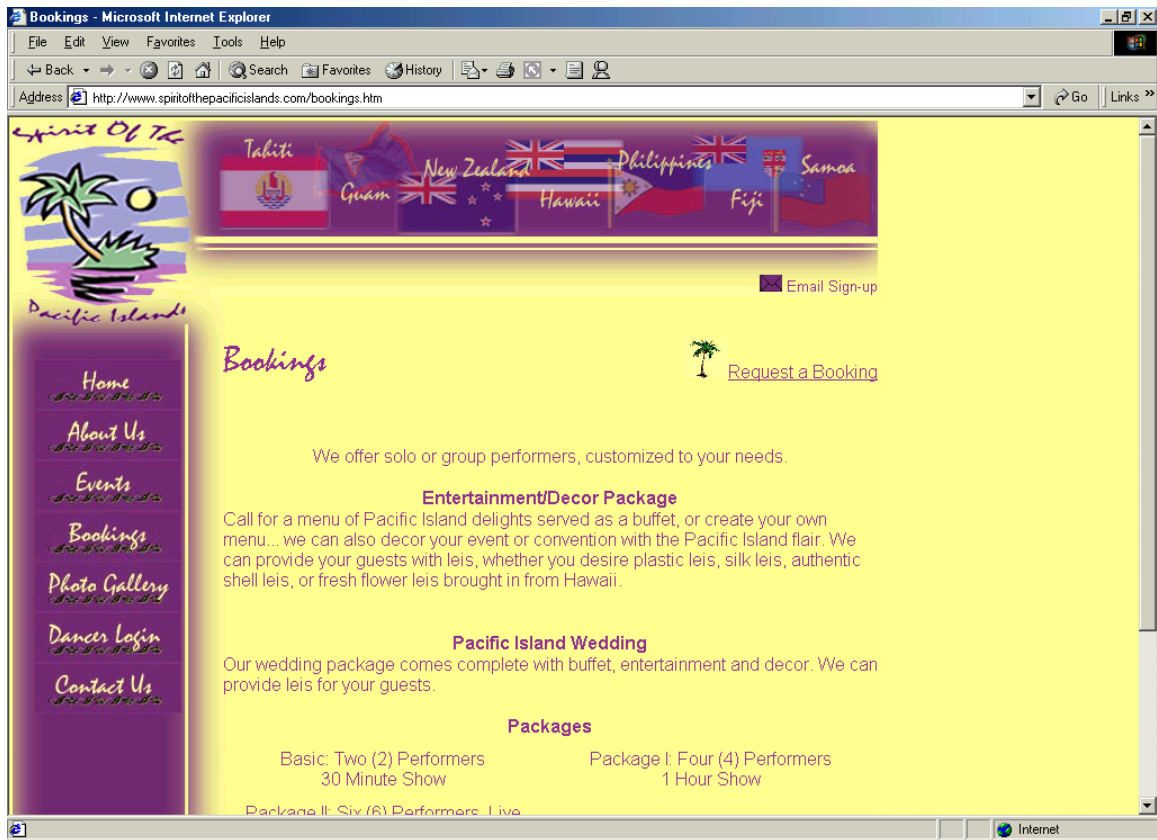 Bookings - Microsoft Internet Explorer
File Edit View Favorites Tools Help
Back Search Favorites History
Address http://www.spiritofthepacificislands.com/bookings.htm Go Links »
Spirit Of The
Pacific Islands
Tahiti
Guam
New Zealand
Hawaii
Philippines
Fiji
Samoa
Email Sign-up
Home
About Us
Events
Bookings
Photo Gallery
Dancer Login
Contact Us
Bookings
Request a Booking
We offer solo or group performers, customized to your needs.
Entertainment/Decor Package
Call for a menu of Pacific Island delights served as a buffet, or create your own
menu... we can also decor your event or convention with the Pacific Island flair. We
can provide your guests with leis, whether you desire plastic leis, silk leis, authentic
shell leis, or fresh flower leis brought in from Hawaii.
Pacific Island Wedding
Our wedding package comes complete with buffet, entertainment and decor. We can
provide leis for your guests.
Packages
Basic: Two (2) Performers
30 Minute Show
Package I: Four (4) Performers
1 Hour Show
Package II: Six (6) Performers, Live
Internet